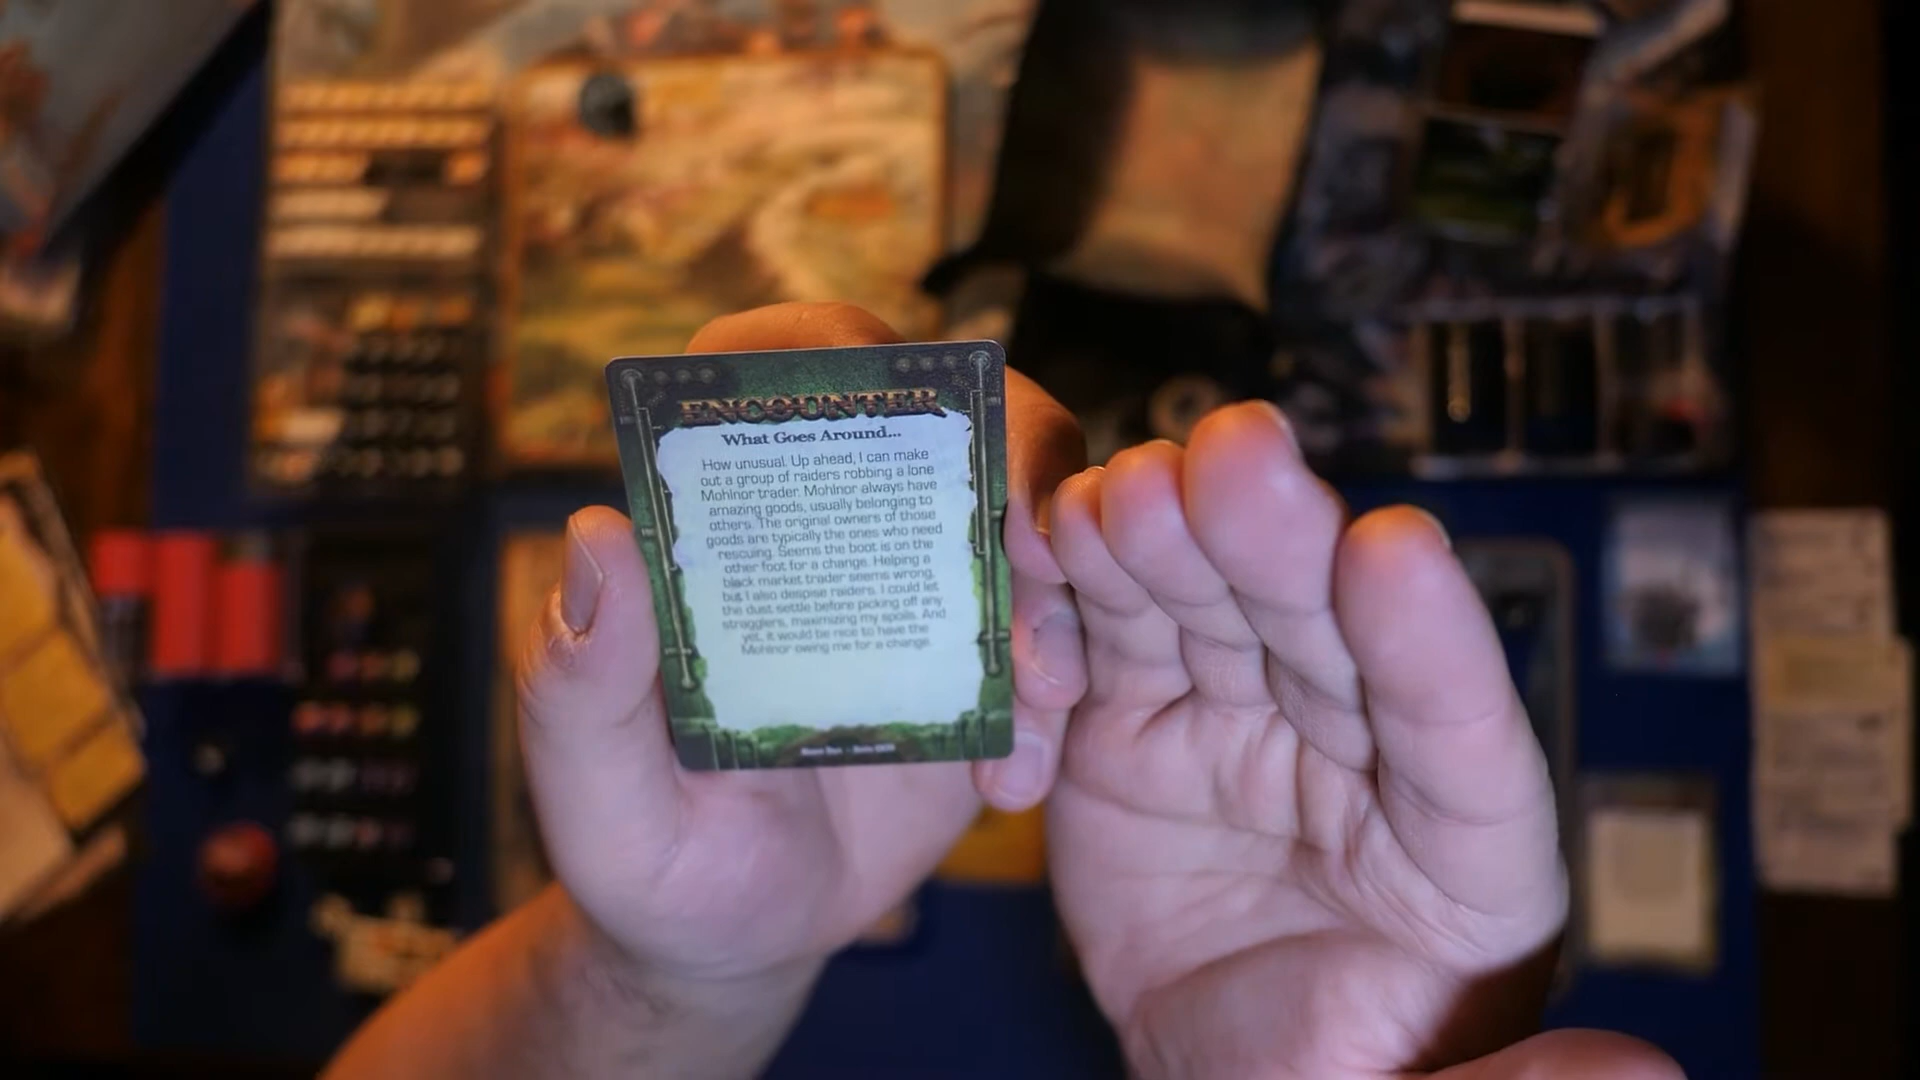 ENCOUNTER
What Goes Around...
How unusual. Up ahead, I can make
out a group of raiders robbing a lone
Mohlnor trader. Mohlnor always have
amazing goods, usually belonging to
others. The original owners of those
goods are typically the ones who need
rescuing. Seems the boot is on the
other foot for a change. Helping a
black market trader seems wrong,
but I also despise raiders. I could let
the dust settle before picking off any
stragglers, maximizing my spoils. And
yet, it would be nice to have the
Mohlnor owing me for a change.